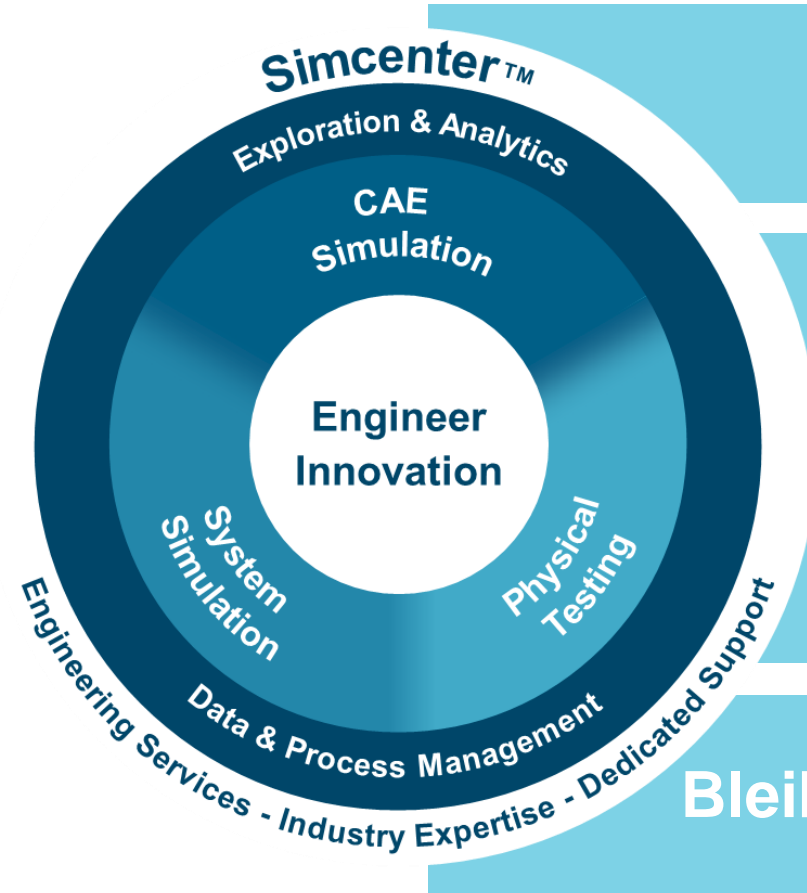 Simcenter™
Exploration & Analytics
CAE
Simulation
Engineer
Innovation
System
Simulation
Physical
Testing
Data & Process Management
Engineering Services - Industry Expertise - Dedicated Support